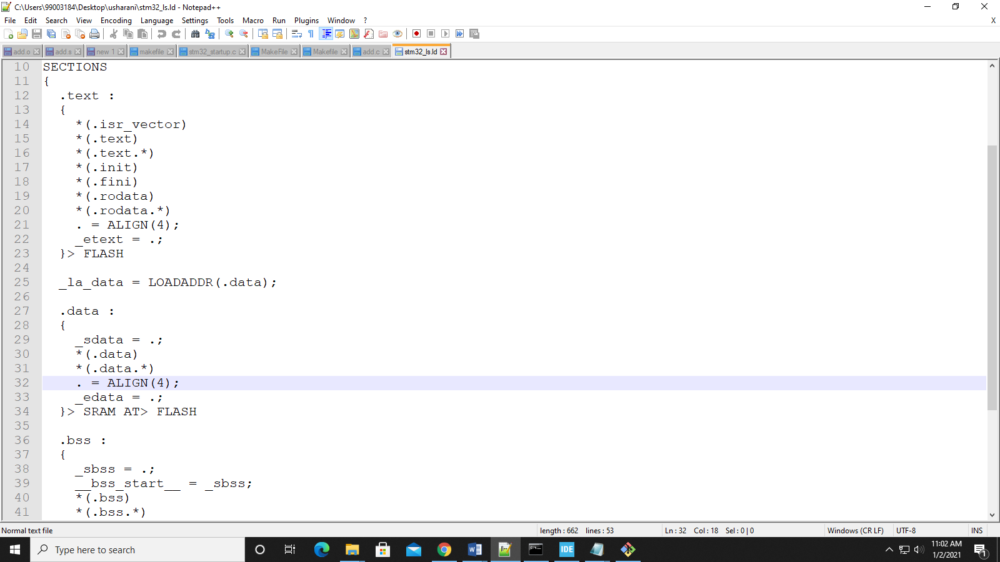 C:\Users\99003184\Desktop\usharani\stm32_ls.ld - Notepad++
File Edit Search View Encoding Language Settings Tools Macro Run Plugins Window ? X
add.o add.s new 1 makefile stm32_startup.c MakeFile Makefile add.c stm32_ls.ld
10 SECTIONS
11 {
12 .text :
13 {
14 *(.isr_vector)
15 *(.text)
16 *(.text.*)
17 *(.init)
18 *(.fini)
19 *(.rodata)
20 *(.rodata.*)
21 . = ALIGN(4);
22 _etext = .;
23 }> FLASH
24
25 _la_data = LOADADDR(.data);
26
27 .data :
28 {
29 _sdata = .;
30 *(.data)
31 *(.data.*)
32 . = ALIGN(4);
33 _edata = .;
34 }> SRAM AT> FLASH
35
36 .bss :
37 {
38 _sbss = .;
39 __bss_start__ = _sbss;
40 *(.bss)
41 *(.bss.*)
Normal text file length : 662 lines : 53 Ln : 32 Col : 18 Sel : 0 | 0 Windows (CR LF) UTF-8 INS
Type here to search IDE 11:02 AM
1/2/2021 1